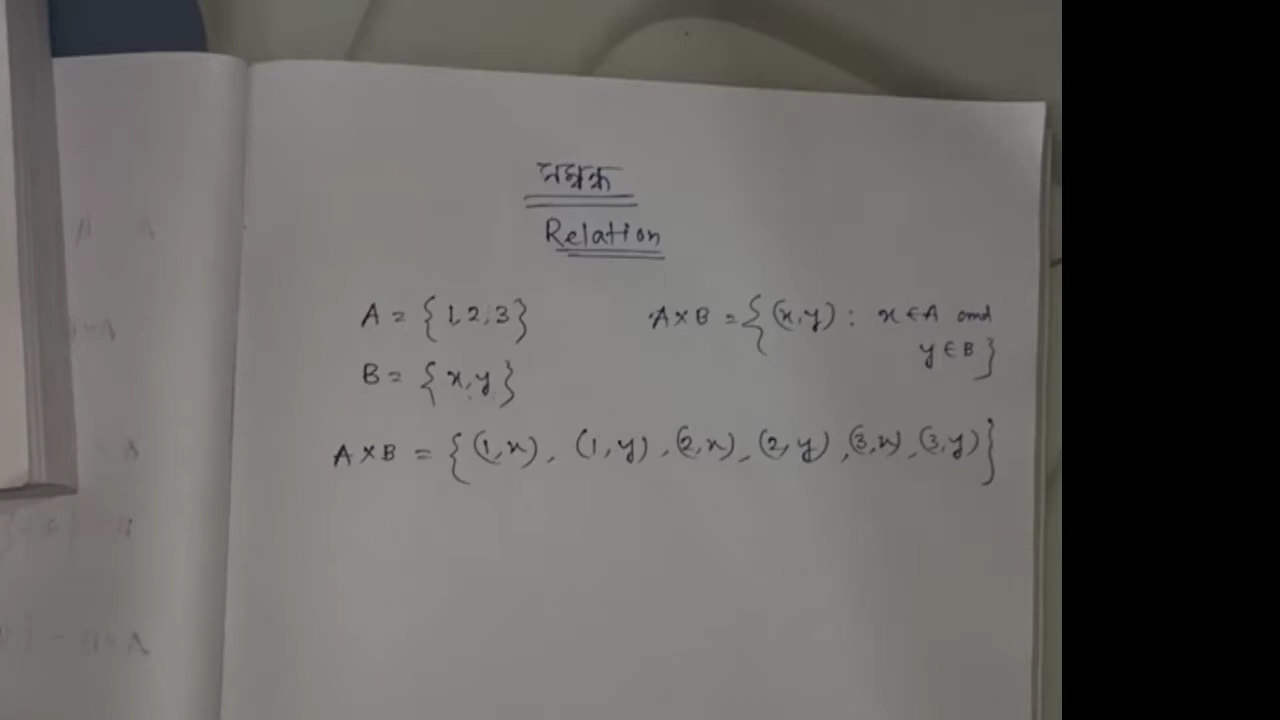 সম্বন্ধ
Relation
A = {1, 2, 3} A×B = {(x, y) : x ∈ A and
y ∈ B}
B = {x, y}
A × B = {(1, x), (1, y), (2, x), (2, y), (3, x), (3, y)}